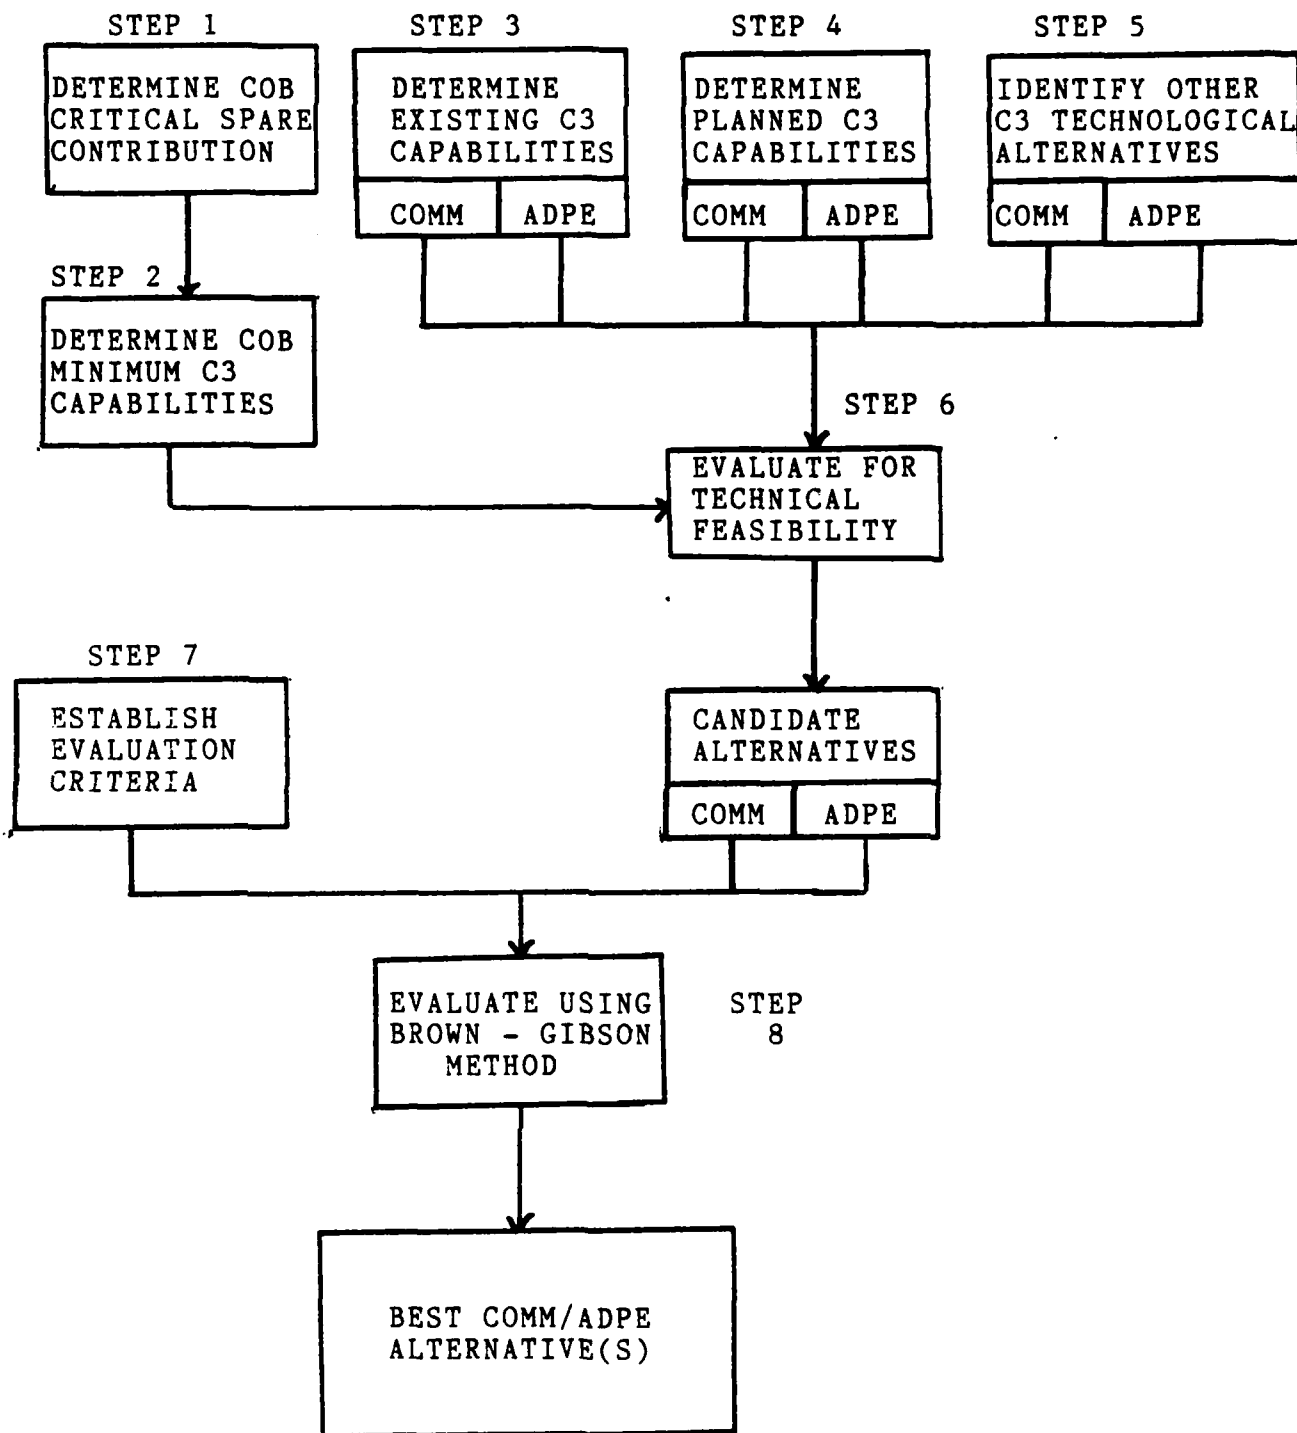 STEP 1
DETERMINE COB
CRITICAL SPARE
CONTRIBUTION
STEP 3
DETERMINE
EXISTING C3
CAPABILITIES
COMM
ADPE
STEP 4
DETERMINE
PLANNED C3
CAPABILITIES
COMM
ADPE
STEP 5
IDENTIFY OTHER
C3 TECHNOLOGICAL
ALTERNATIVES
COMM
ADPE
STEP 2
DETERMINE COB
MINIMUM C3
CAPABILITIES
STEP 6
EVALUATE FOR
TECHNICAL
FEASIBILITY
STEP 7
ESTABLISH
EVALUATION
CRITERIA
CANDIDATE
ALTERNATIVES
COMM
ADPE
EVALUATE USING
BROWN - GIBSON
METHOD
STEP
8
BEST COMM/ADPE
ALTERNATIVE(S)